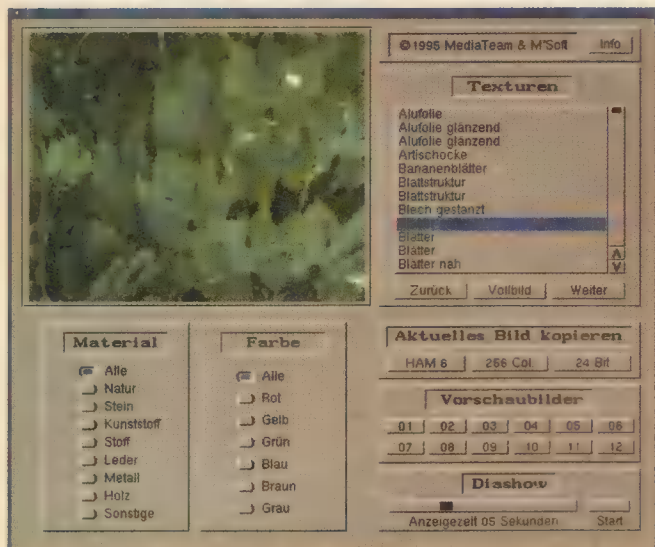 © 1995 MediaTeam & M'Soft
Info
Texturen
Alufolie
Alufolie glänzend
Alufolie glänzend
Artischocke
Bananenblätter
Blattstruktur
Blattstruktur
Blech gestanzt
Blätter
Blätter
Blätter nah
Zurück
Vollbild
Weiter
Material
Alle
Natur
Stein
Kunststoff
Stoff
Leder
Metall
Holz
Sonstige
Farbe
Alle
Rot
Gelb
Grün
Blau
Braun
Grau
Aktuelles Bild kopieren
HAM 8
256 Col.
24 Bit
Vorschaubilder
01 02 03 04 05 06
07 08 09 10 11 12
Diashow
Anzeigezeit 05 Sekunden
Start